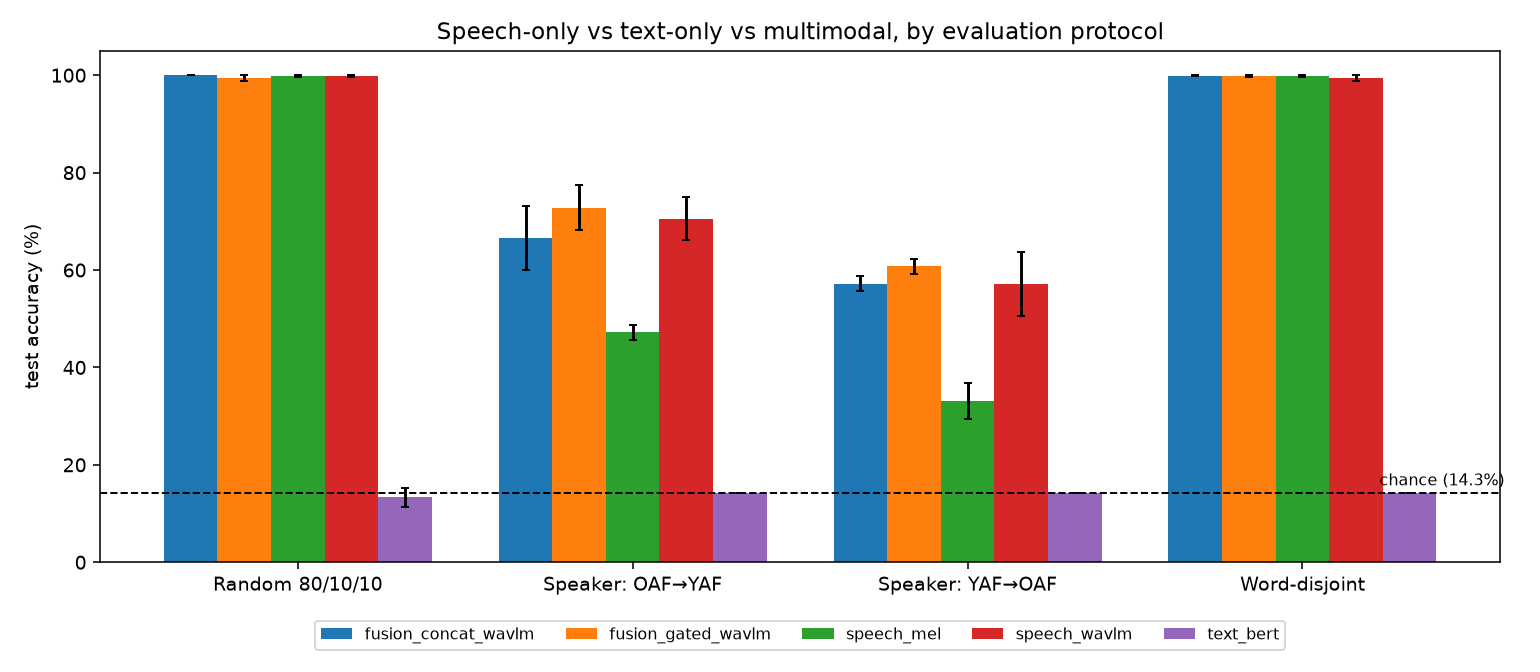 Speech-only vs text-only vs multimodal, by evaluation protocol
test accuracy (%)
100
80
60
40
20
0
chance (14.3%)
Random 80/10/10
Speaker: OAF→YAF
Speaker: YAF→OAF
Word-disjoint
fusion_concat_wavlm
fusion_gated_wavlm
speech_mel
speech_wavlm
text_bert